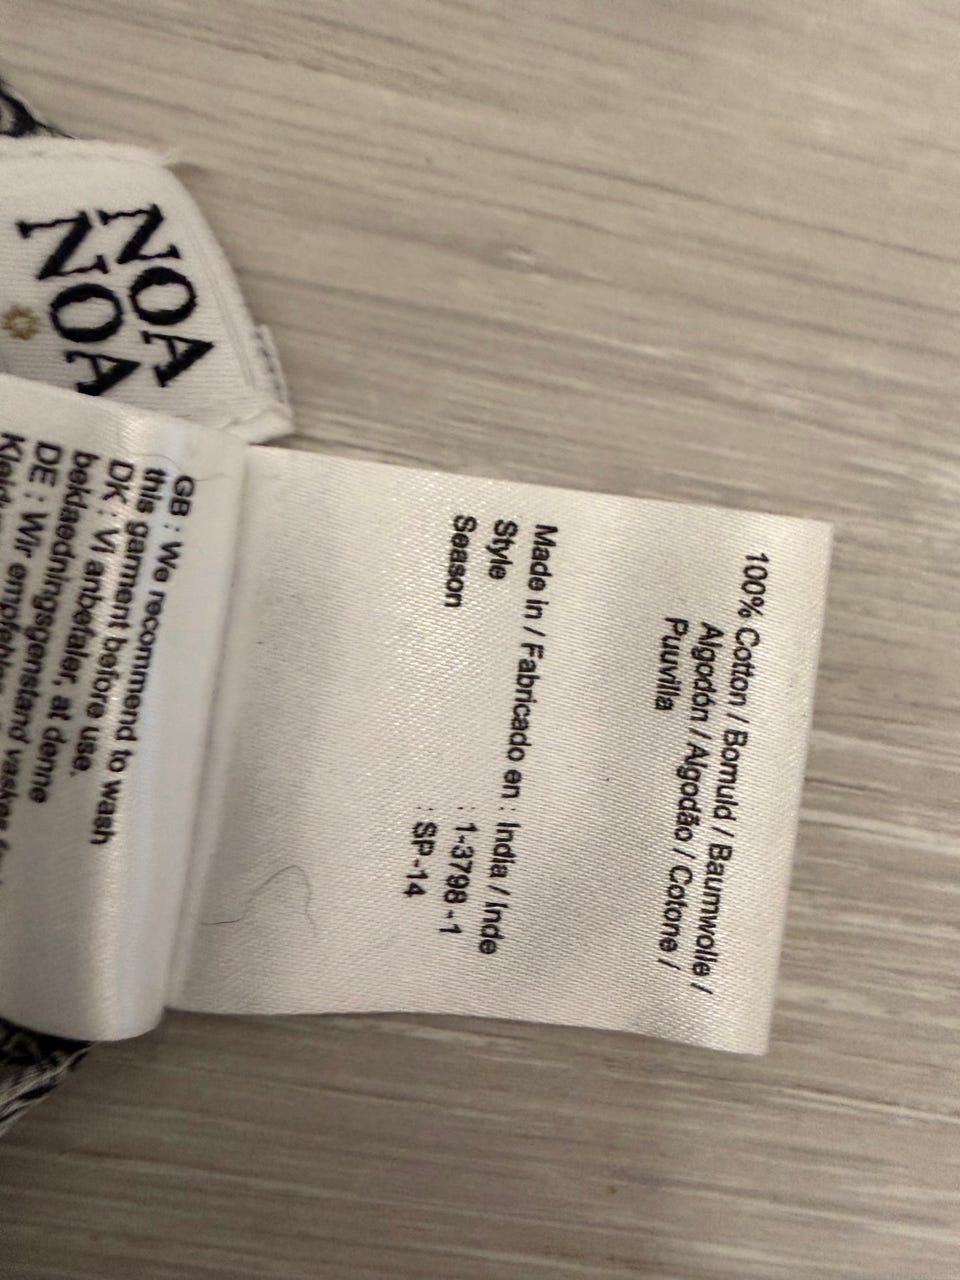 NOA
NOA
100% Cotton / Bomuld / Baumwolle /
Algodón / Algodão / Cotone /
Puuvilla
Made in / Fabricado en : India / Inde
Style : 1-3798 -1
Season : SP-14
GB : We recommend to wash
this garment before use.
DK : Vi anbefaler, at denne
beklaedningsgenstand vaskes
DE : Wir empfehlen,